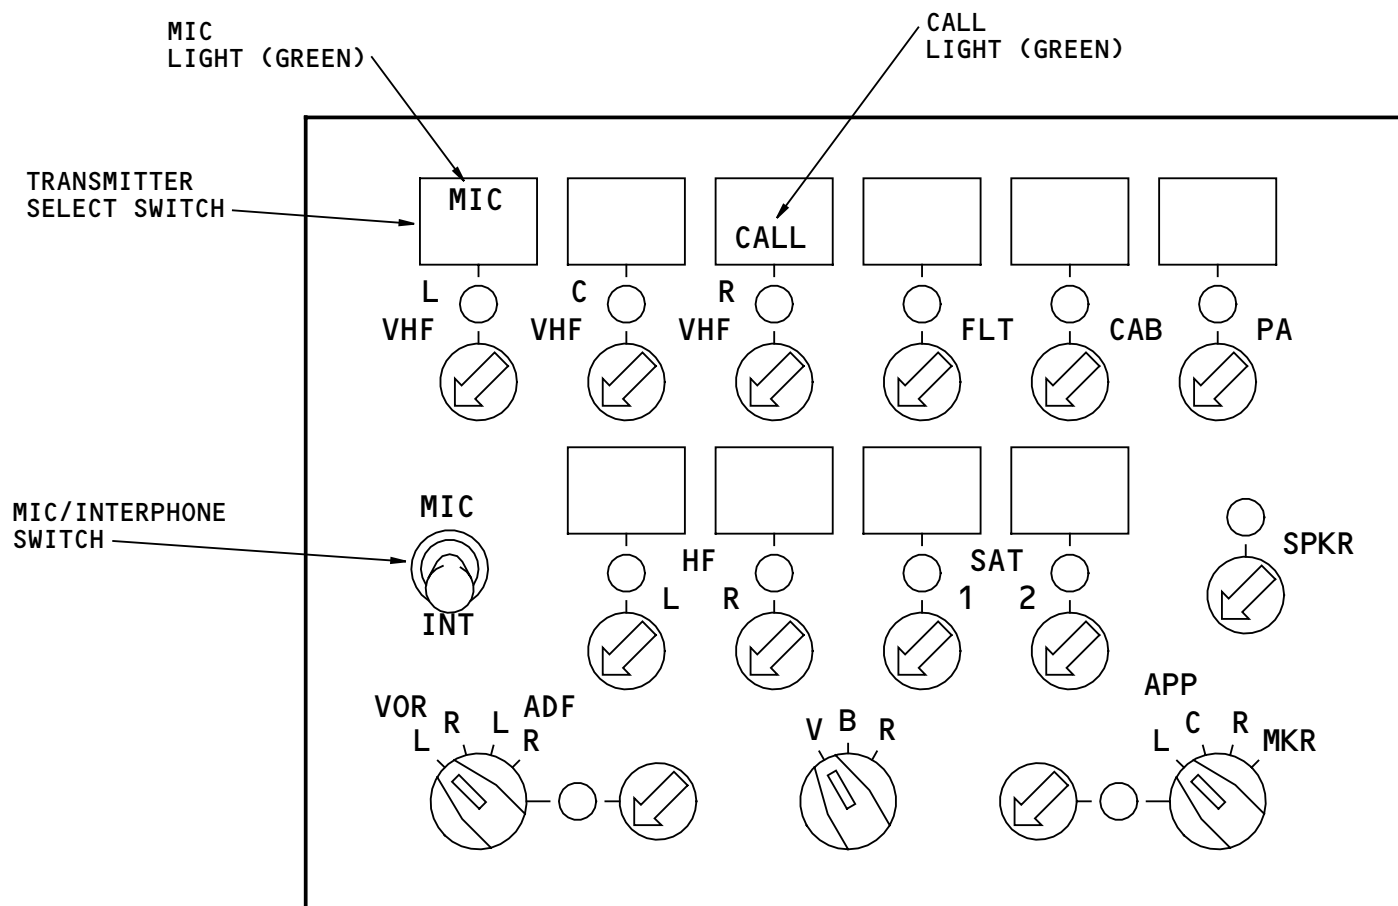 MIC
LIGHT (GREEN)
CALL
LIGHT (GREEN)
TRANSMITTER
SELECT SWITCH
MIC
CALL
L C R
VHF VHF VHF FLT CAB PA
MIC/INTERPHONE
SWITCH
MIC
INT
HF SAT
L R 1 2
SPKR
VOR ADF
L R L R
V B R
APP
L C R MKR